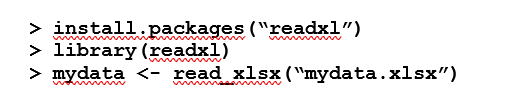 > install.packages(“readxl”)
> library(readxl)
> mydata <- read_xlsx(“mydata.xlsx”)